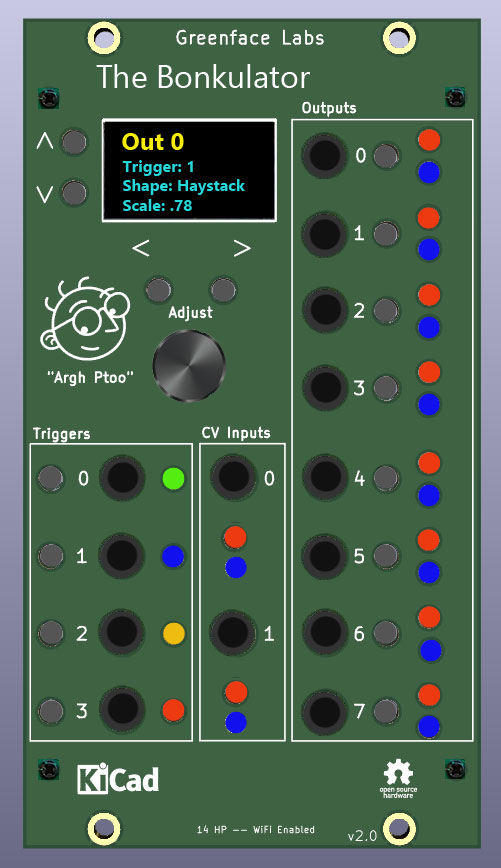 Greenface Labs
The Bonkulator
Outputs
Out 0
Trigger: 1
Shape: Haystack
Scale: .78
< >
Adjust
"Argh Ptoo"
Triggers
0
1
2
3
CV Inputs
0
1
0
1
2
3
4
5
6
7
KiCad
open source
hardware
14 HP –– WiFi Enabled
v2.0